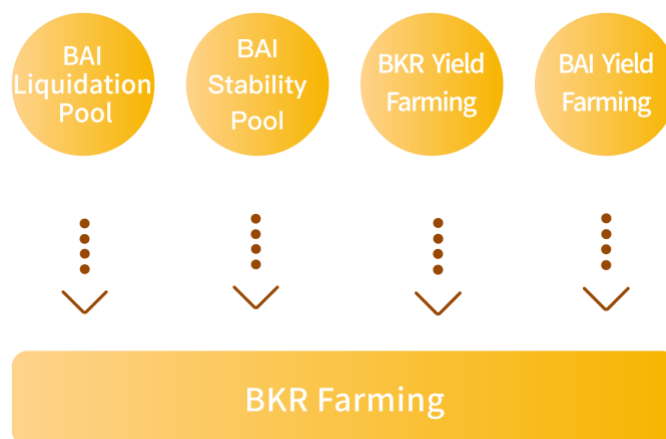 BAI
Liquidation
Pool
BAI
Stability
Pool
BKR Yield
Farming
BAI Yield
Farming
BKR Farming